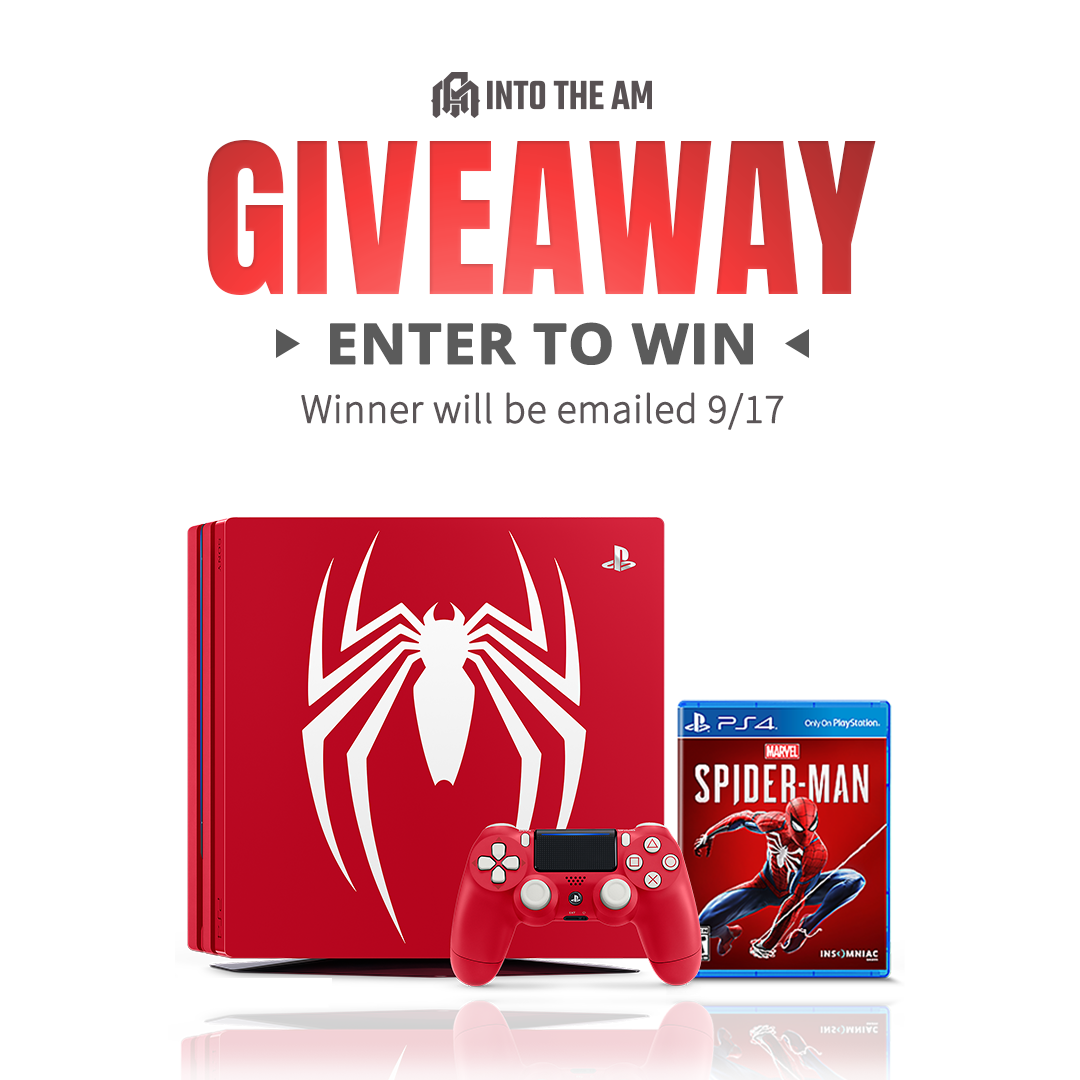 INTO THE AM
GIVEAWAY
ENTER TO WIN
Winner will be emailed 9/17
SONY
PS4
Only On PlayStation.
MARVEL
SPIDER-MAN
INSOMNIAC